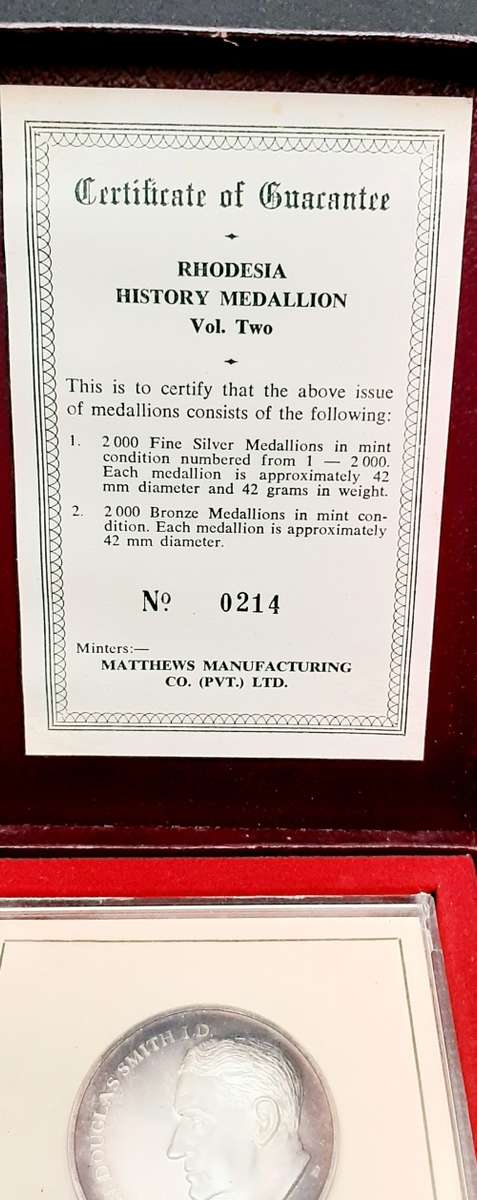 Certificate of Guarantee
RHODESIA
HISTORY MEDALLION
Vol. Two
This is to certify that the above issue
of medallions consists of the following:
1. 2 000 Fine Silver Medallions in mint
condition numbered from 1 — 2 000.
Each medallion is approximately 42
mm diameter and 42 grams in weight.
2. 2 000 Bronze Medallions in mint con-
dition. Each medallion is approximately
42 mm diameter.
Nº 0214
Minters:—
MATTHEWS MANUFACTURING
CO. (PVT.) LTD.
DOUGLAS SMITH I.D.